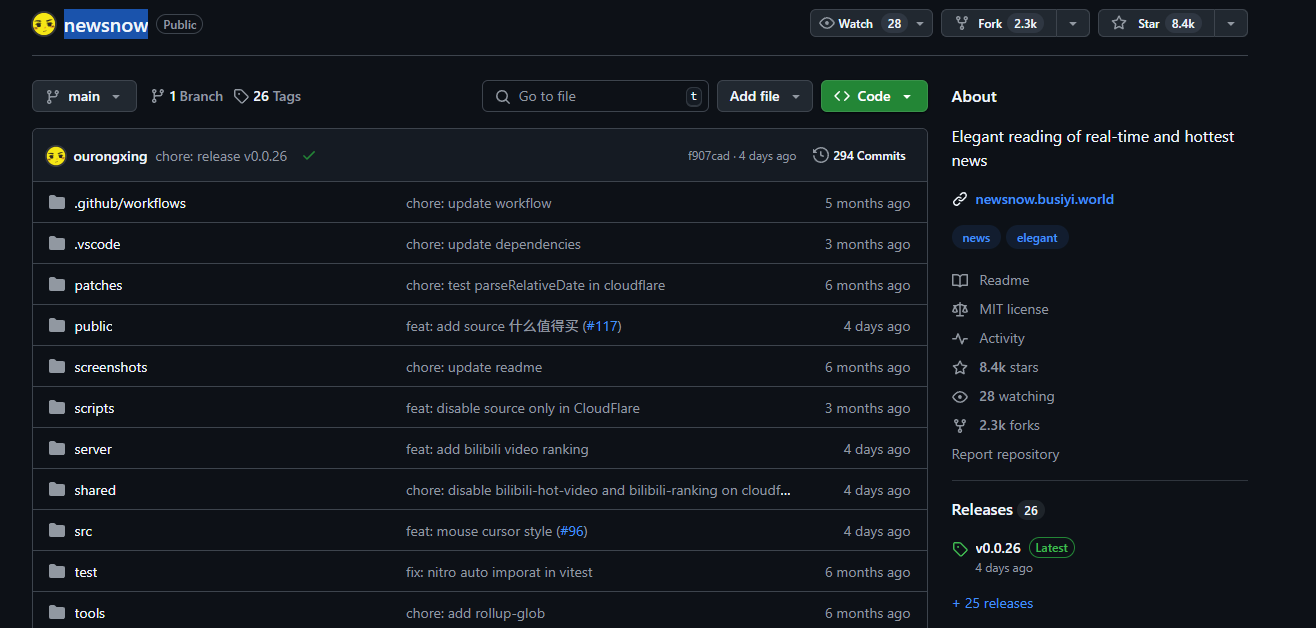 newsnow Public Watch 28 Fork 2.3k Star 8.4k
main 1 Branch 26 Tags Go to file t Add file Code
ourongxing chore: release v0.0.26 f907cad · 4 days ago 294 Commits
.github/workflows chore: update workflow 5 months ago
.vscode chore: update dependencies 3 months ago
patches chore: test parseRelativeDate in cloudflare 6 months ago
public feat: add source 什么值得买 (#117) 4 days ago
screenshots chore: update readme 6 months ago
scripts feat: disable source only in CloudFlare 3 months ago
server feat: add bilibili video ranking 4 days ago
shared chore: disable bilibili-hot-video and bilibili-ranking on cloudf... 4 days ago
src feat: mouse cursor style (#96) 4 days ago
test fix: nitro auto imporat in vitest 6 months ago
tools chore: add rollup-glob 6 months ago
About
Elegant reading of real-time and hottest
news
newsnow.busiyi.world
news elegant
Readme
MIT license
Activity
8.4k stars
28 watching
2.3k forks
Report repository
Releases 26
v0.0.26 Latest
4 days ago
+ 25 releases